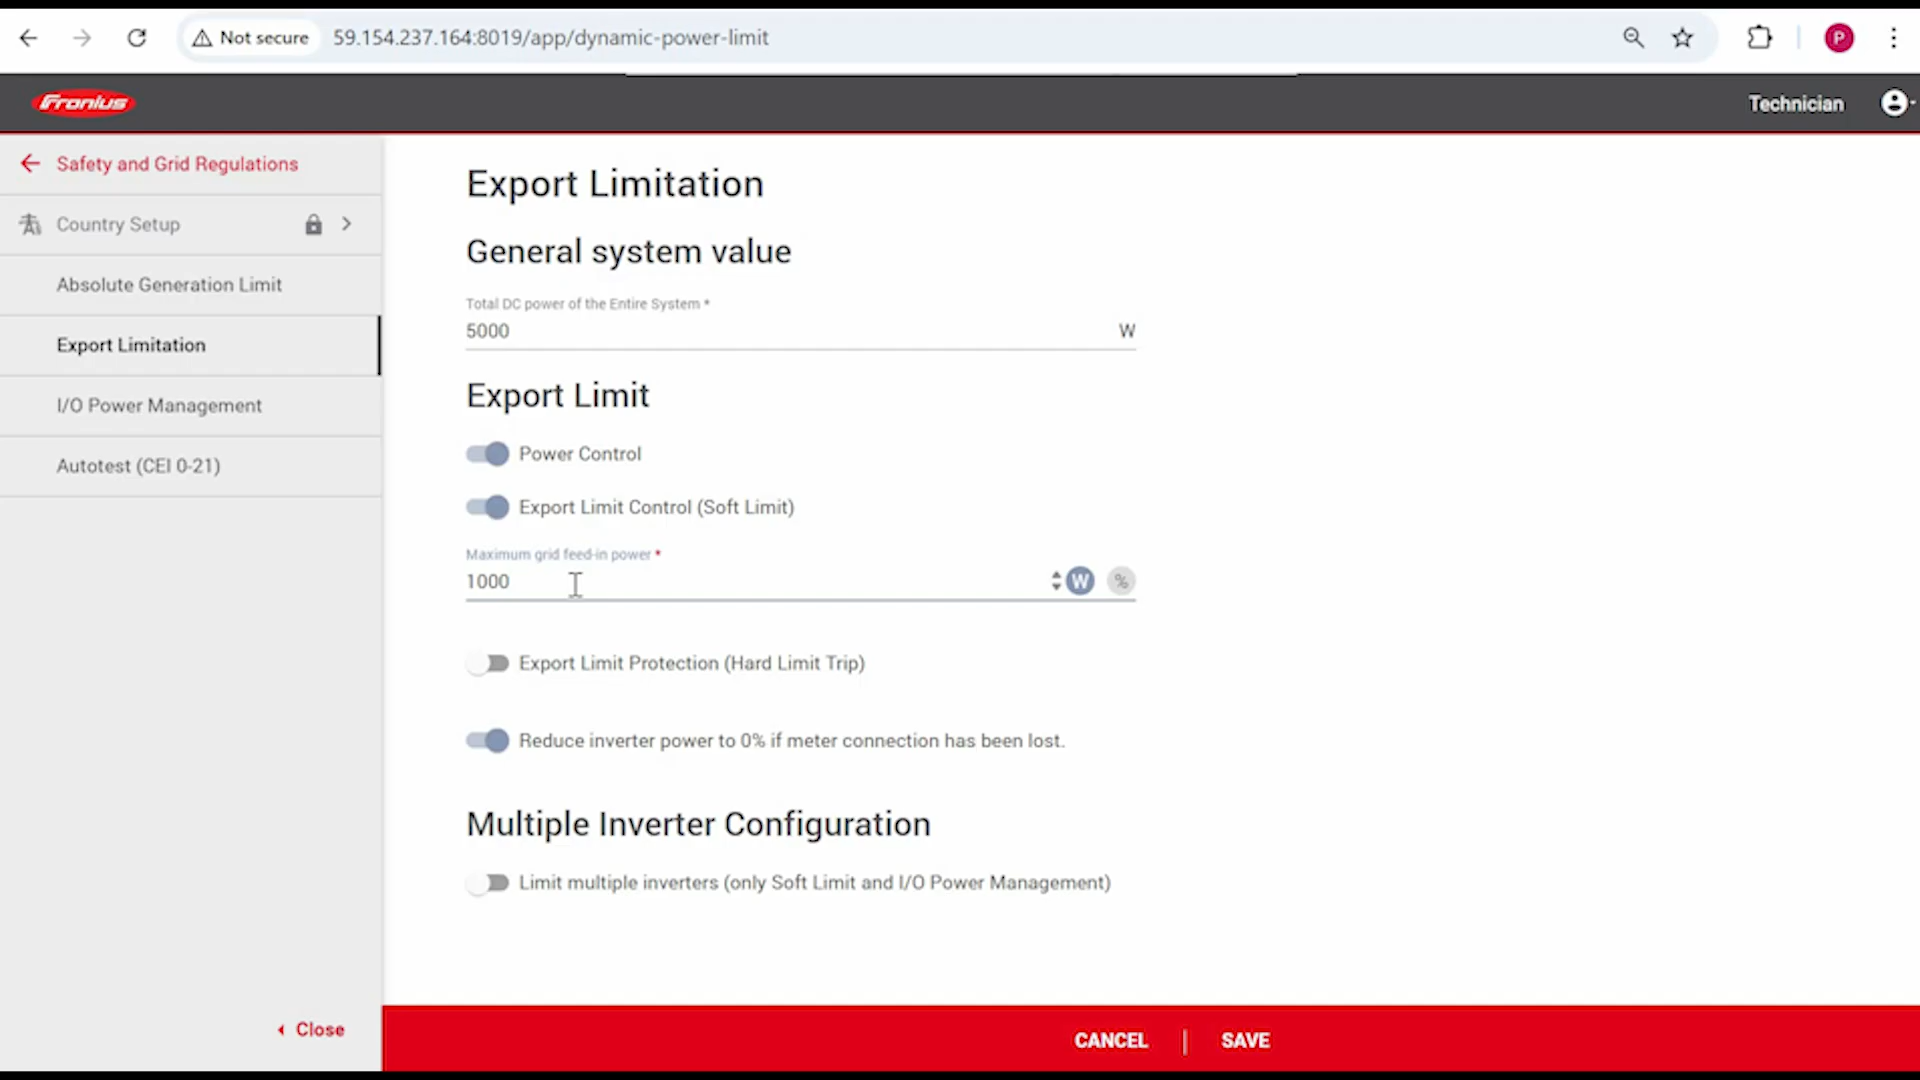 Not secure
59.154.237.164:8019/app/dynamic-power-limit
P
Fronius
Technician
Safety and Grid Regulations
Country Setup
Absolute Generation Limit
Export Limitation
I/O Power Management
Autotest (CEI 0-21)
Close
Export Limitation
General system value
Total DC power of the Entire System *
5000 W
Export Limit
Power Control
Export Limit Control (Soft Limit)
Maximum grid feed-in power *
1000 W %
Export Limit Protection (Hard Limit Trip)
Reduce inverter power to 0% if meter connection has been lost.
Multiple Inverter Configuration
Limit multiple inverters (only Soft Limit and I/O Power Management)
CANCEL | SAVE